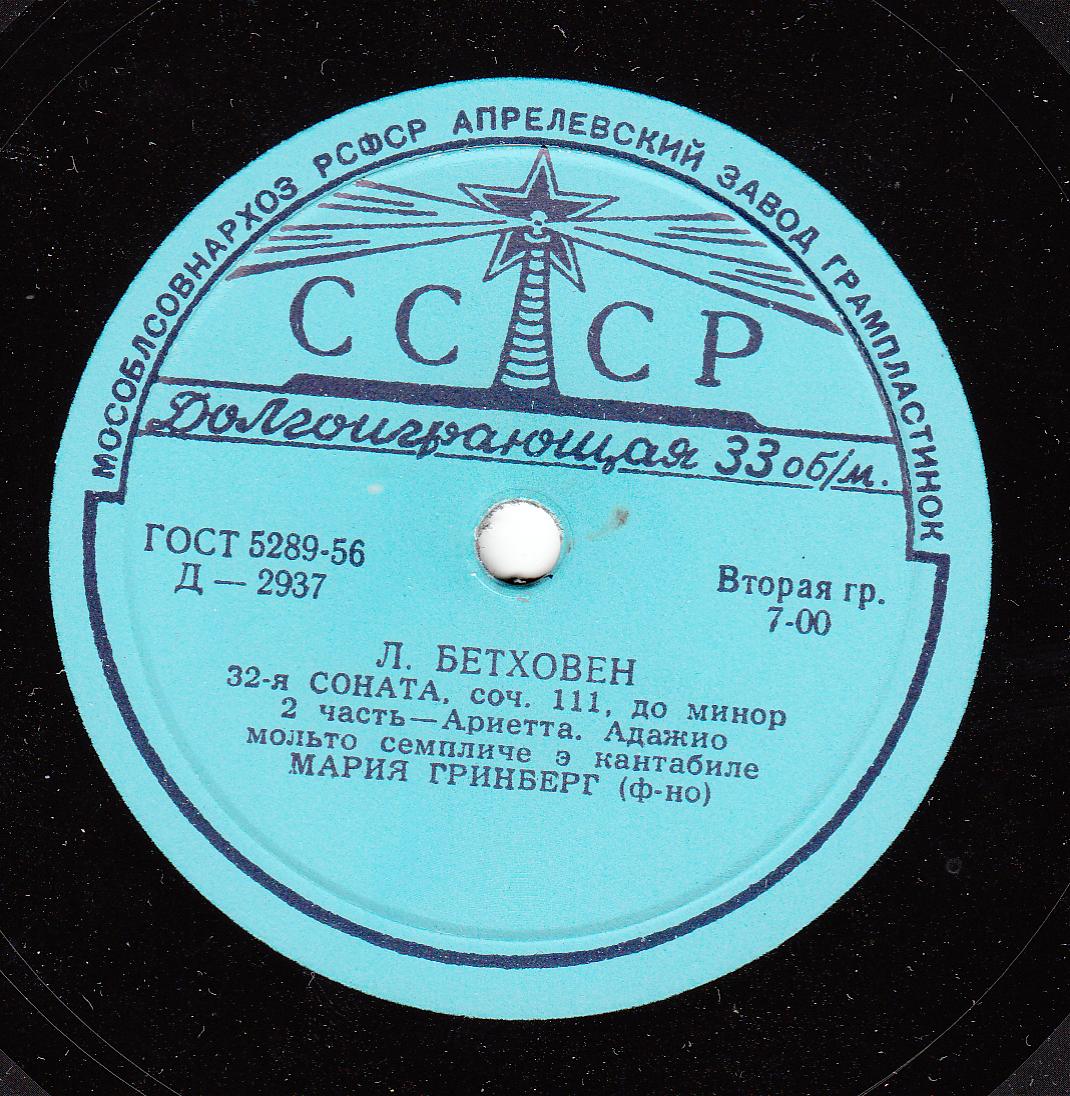 МОСОБЛСОВНАРХОЗ РСФСР АПРЕЛЕВСКИЙ ЗАВОД ГРАМПЛАСТИНОК
СССР
Долгоиграющая 33 об/м.
ГОСТ 5289-56
Д — 2937
Вторая гр.
7-00
Л. БЕТХОВЕН
32-я СОНАТА, соч. 111, до минор
2 часть—Ариетта. Адажио
мольто семпличе э кантабиле
МАРИЯ ГРИНБЕРГ (ф-но)